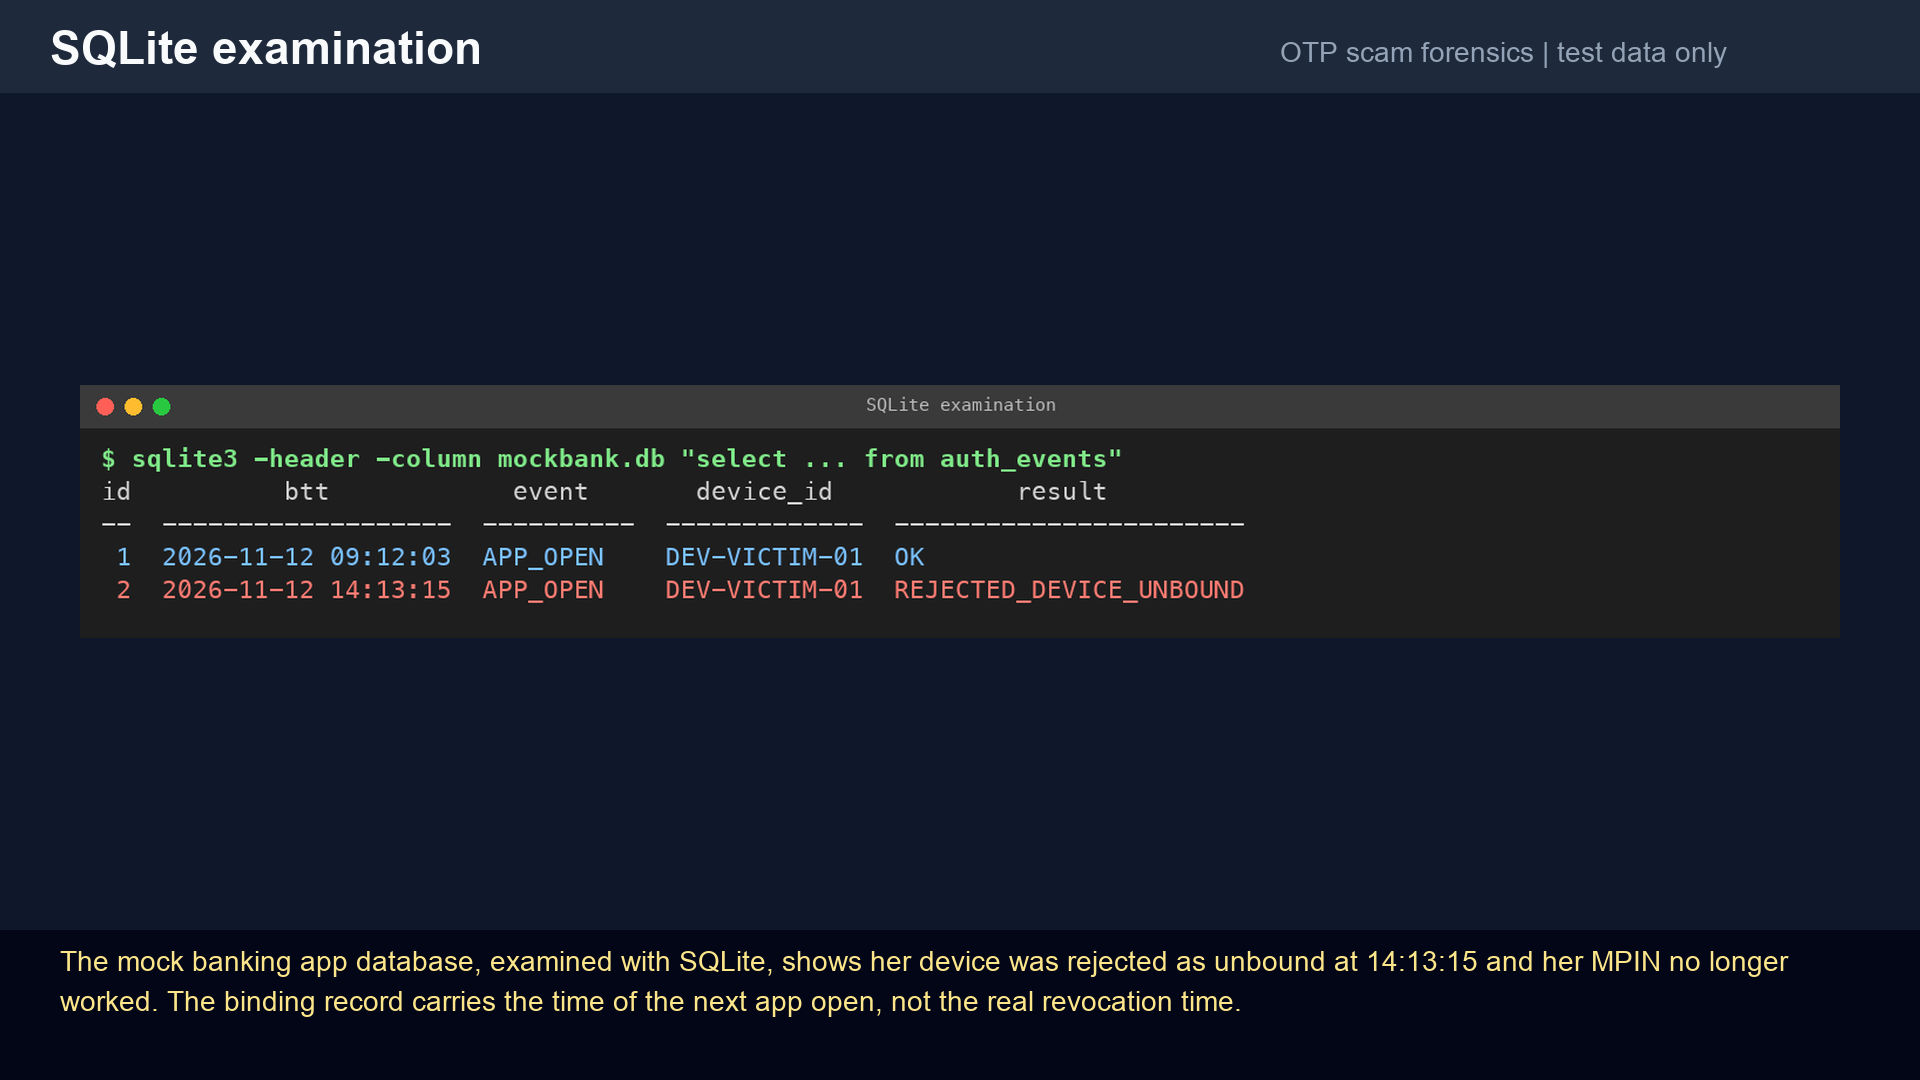 SQLite examination
OTP scam forensics | test data only
SQLite examination
$ sqlite3 -header -column mockbank.db "select ... from auth_events"
id          btt            event       device_id            result
--  -------------------  ----------  -------------  -----------------------
 1  2026-11-12 09:12:03  APP_OPEN    DEV-VICTIM-01  OK
 2  2026-11-12 14:13:15  APP_OPEN    DEV-VICTIM-01  REJECTED_DEVICE_UNBOUND
The mock banking app database, examined with SQLite, shows her device was rejected as unbound at 14:13:15 and her MPIN no longer
worked. The binding record carries the time of the next app open, not the real revocation time.